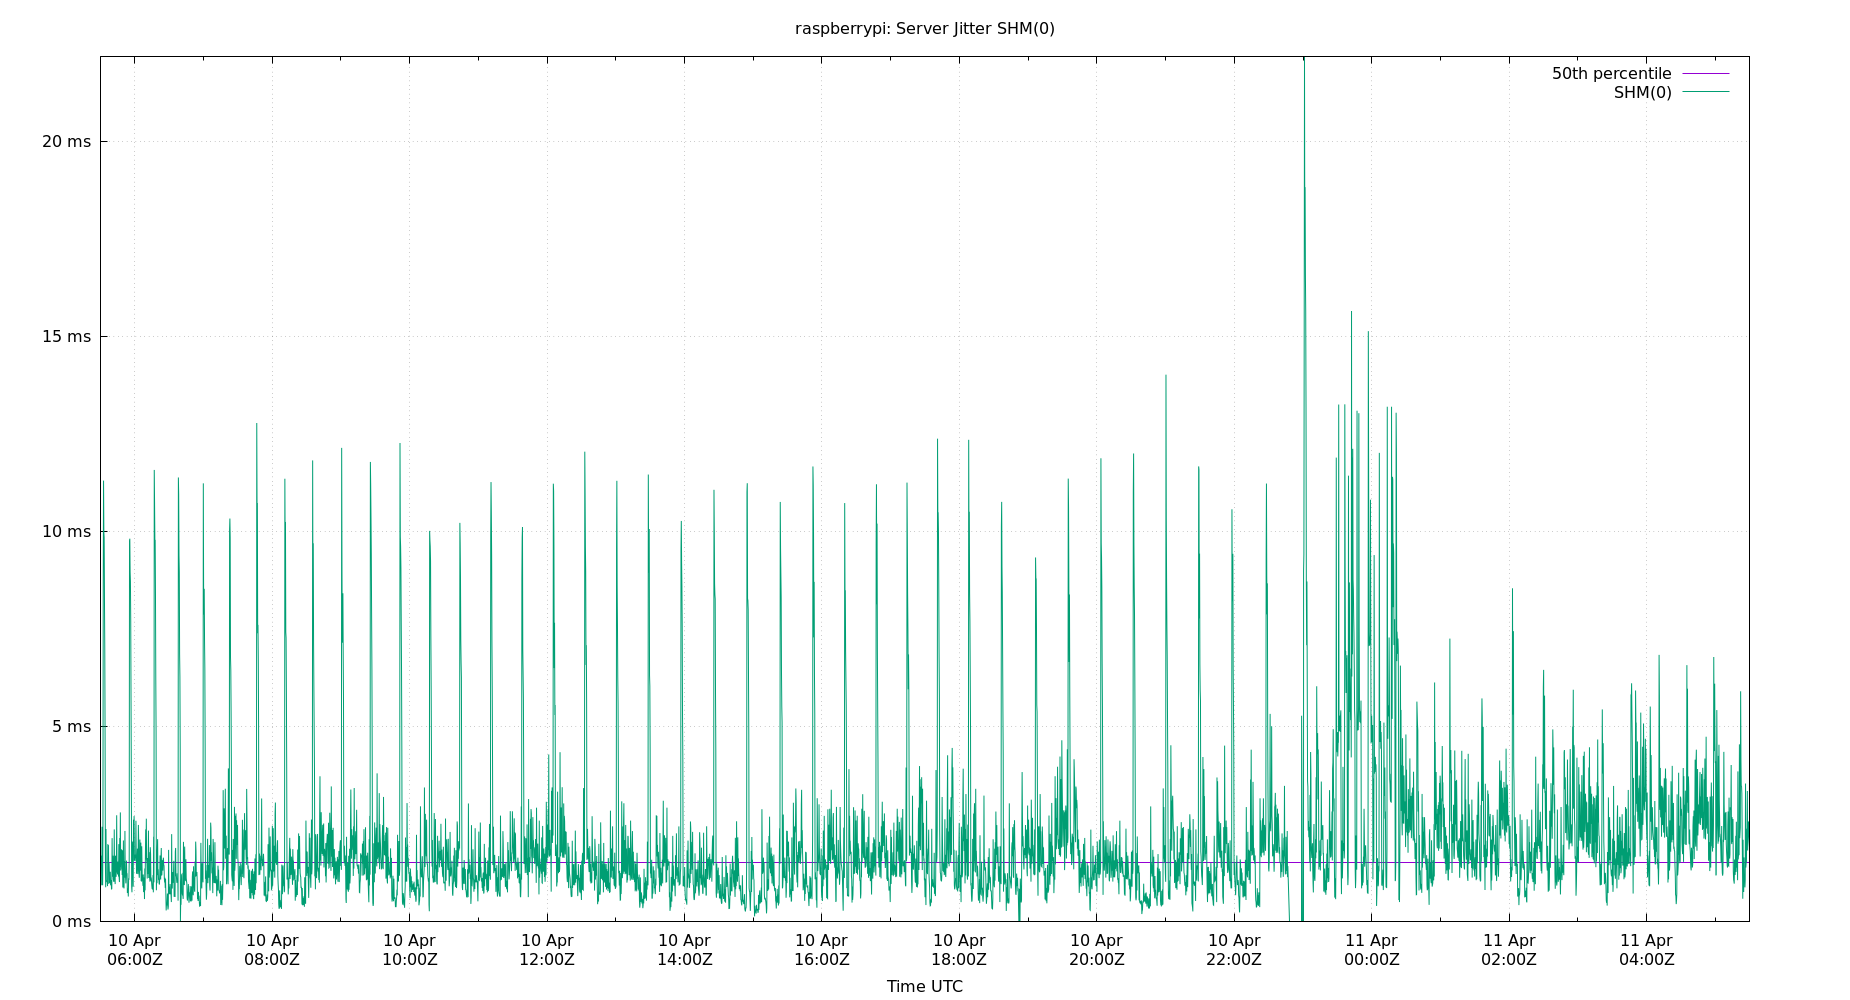 raspberrypi: Server Jitter SHM(0)
50th percentile
SHM(0)
20 ms
15 ms
10 ms
5 ms
0 ms
10 Apr 10 Apr 10 Apr 10 Apr 10 Apr 10 Apr 10 Apr 10 Apr 10 Apr 11 Apr 11 Apr 11 Apr
06:00Z 08:00Z 10:00Z 12:00Z 14:00Z 16:00Z 18:00Z 20:00Z 22:00Z 00:00Z 02:00Z 04:00Z
Time UTC